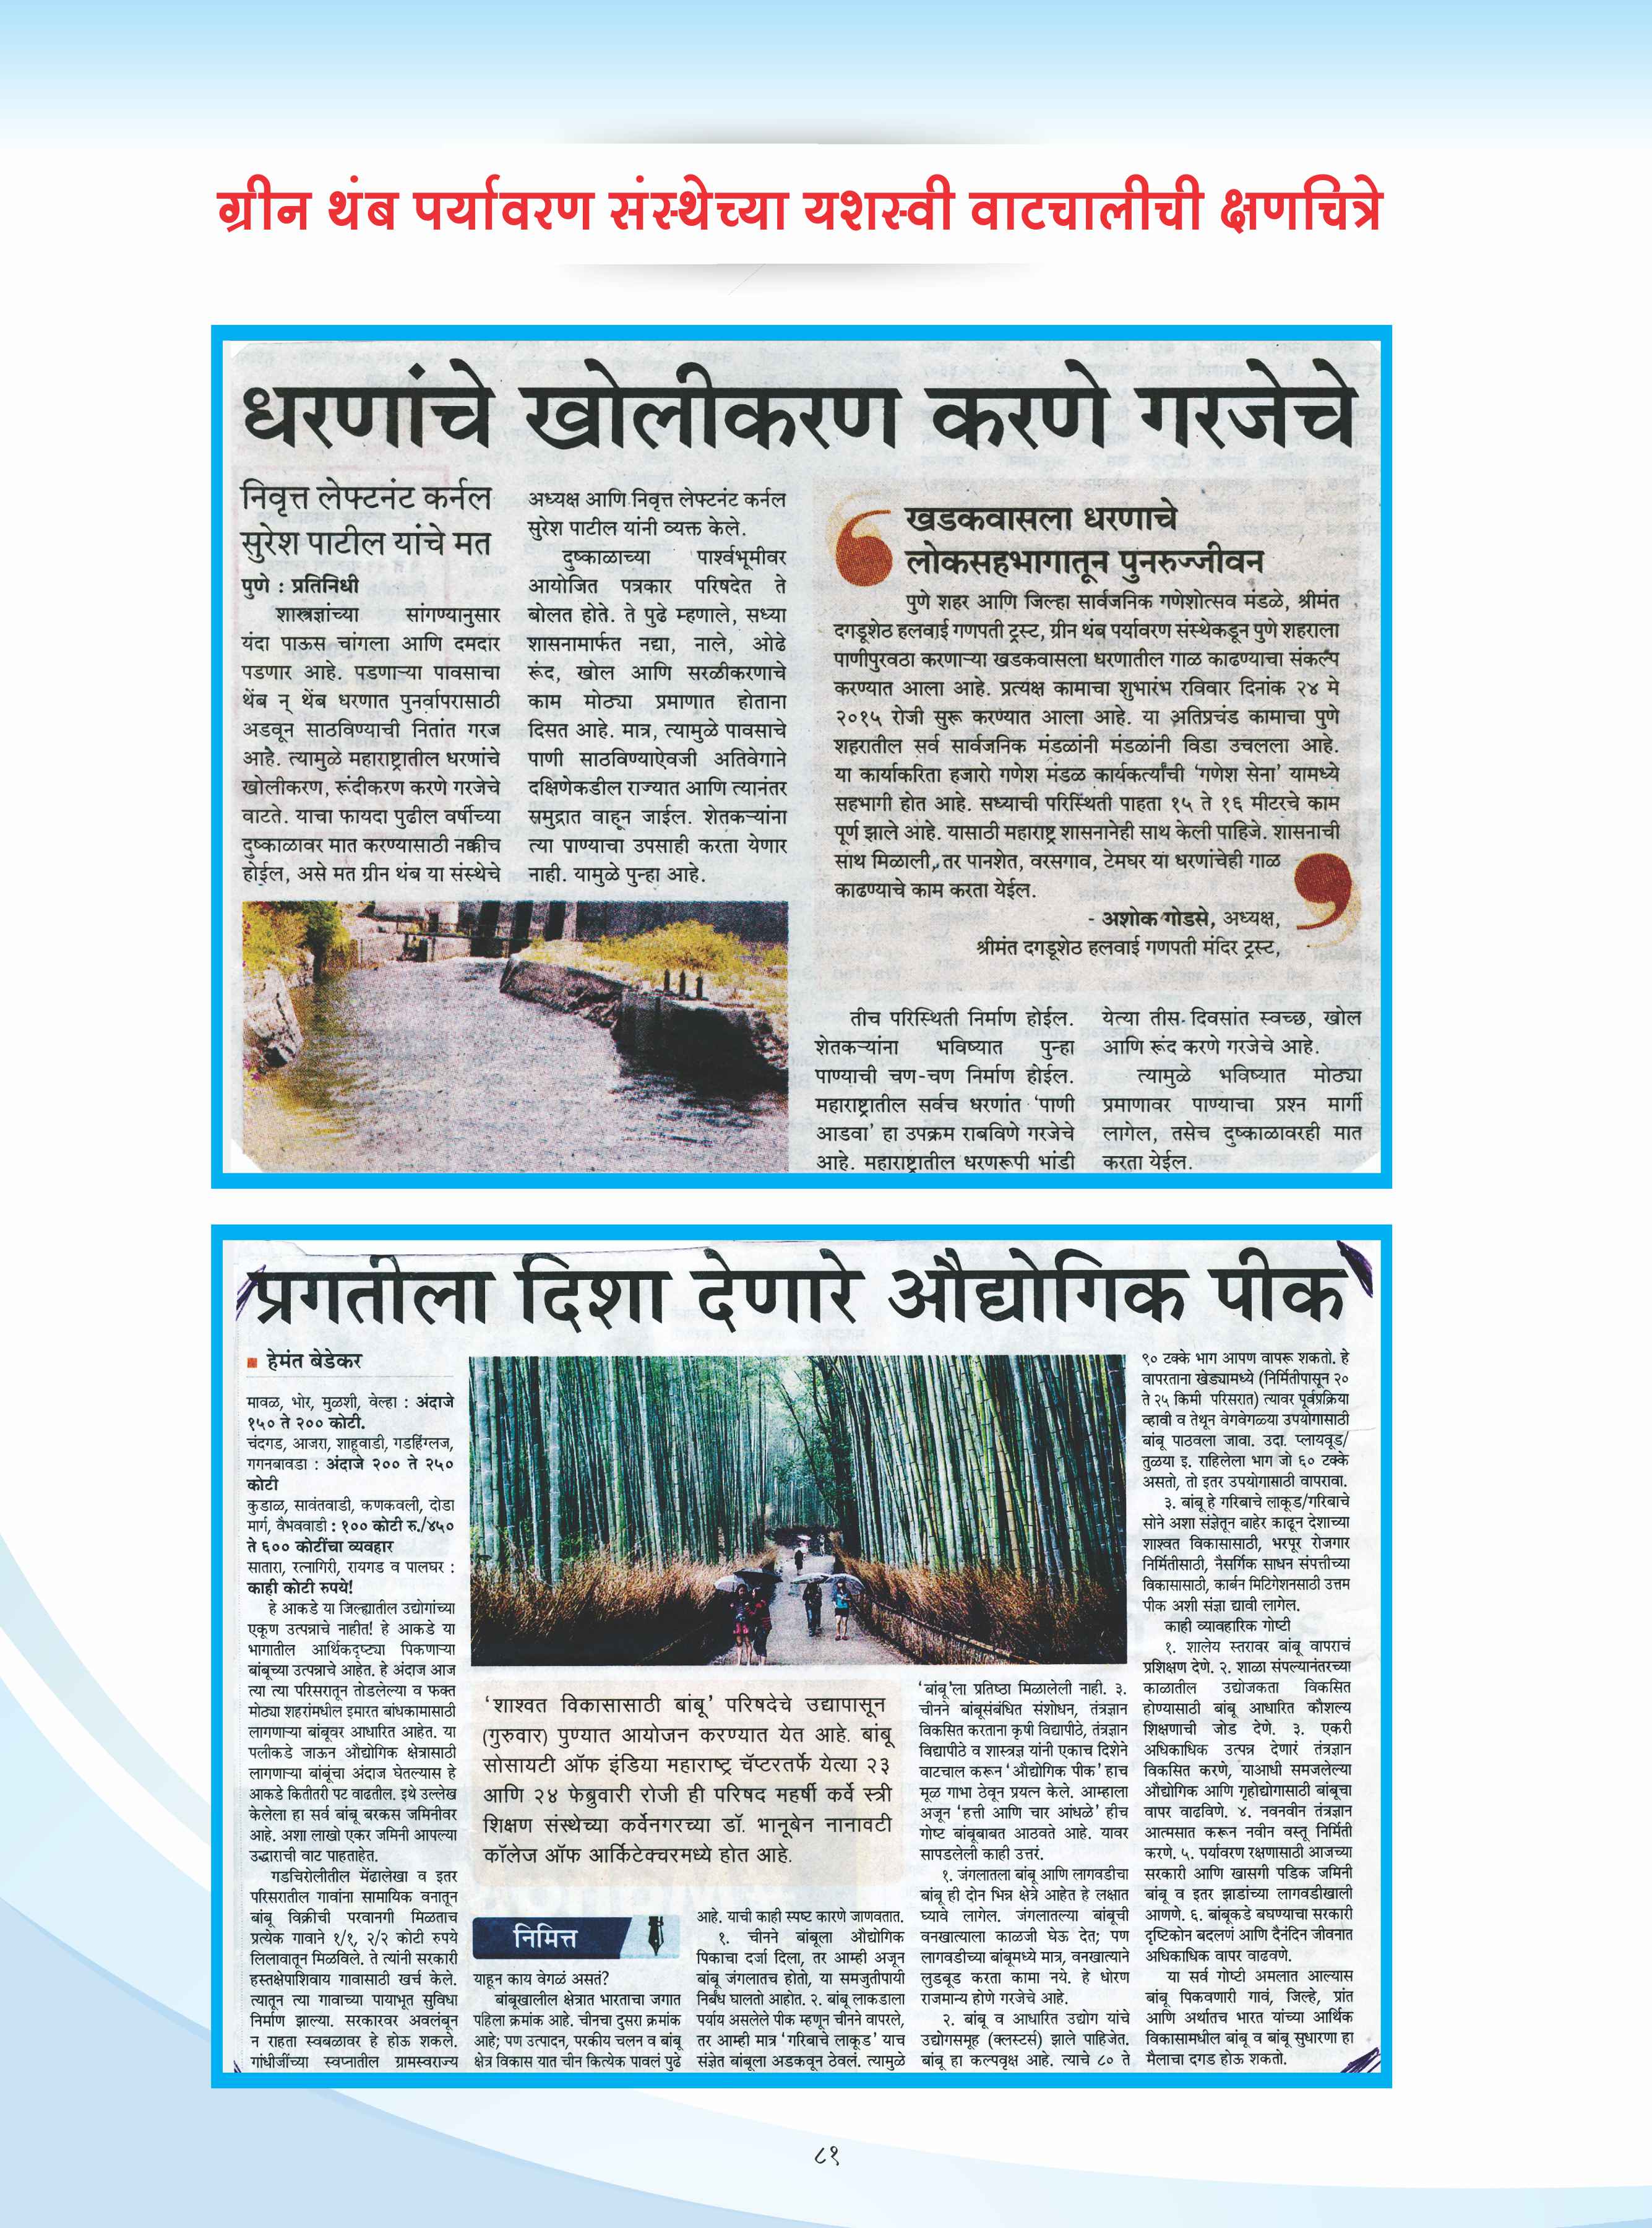 ग्रीन थंब पर्यावरण संस्थेच्या यशस्वी वाटचालीची क्षणचित्रे
धरणांचे खोलीकरण करणे गरजेचे
निवृत्त लेफ्टनंट कर्नल
सुरेश पाटील यांचे मत
पुणे : प्रतिनिधी
शास्त्रज्ञांच्या सांगण्यानुसार
यंदा पाऊस चांगला आणि दमदार
पडणार आहे. पडणाऱ्या पावसाचा
थेंब न् थेंब धरणात पुनर्वापरासाठी
अडवून साठविण्याची नितांत गरज
आहे. त्यामुळे महाराष्ट्रातील धरणांचे
खोलीकरण, रूंदीकरण करणे गरजेचे
वाटते. याचा फायदा पुढील वर्षीच्या
दुष्काळावर मात करण्यासाठी नक्कीच
होईल, असे मत ग्रीन थंब या संस्थेचे
अध्यक्ष आणि निवृत्त लेफ्टनंट कर्नल
सुरेश पाटील यांनी व्यक्त केले.
दुष्काळाच्या पार्श्वभूमीवर
आयोजित पत्रकार परिषदेत ते
बोलत होते. ते पुढे म्हणाले, सध्या
शासनामार्फत नद्या, नाले, ओढे
रूंद, खोल आणि सरळीकरणाचे
काम मोठ्या प्रमाणात होताना
दिसत आहे. मात्र, त्यामुळे पावसाचे
पाणी साठविण्याऐवजी अतिवेगाने
दक्षिणेकडील राज्यात आणि त्यानंतर
समुद्रात वाहून जाईल. शेतकऱ्यांना
त्या पाण्याचा उपसाही करता येणार
नाही. यामुळे पुन्हा आहे.
खडकवासला धरणाचे
लोकसहभागातून पुनरुज्जीवन
पुणे शहर आणि जिल्हा सार्वजनिक गणेशोत्सव मंडळे, श्रीमंत
दगडूशेठ हलवाई गणपती ट्रस्ट, ग्रीन थंब पर्यावरण संस्थेकडून पुणे शहराला
पाणीपुरवठा करणाऱ्या खडकवासला धरणातील गाळ काढण्याचा संकल्प
करण्यात आला आहे. प्रत्यक्ष कामाचा शुभारंभ रविवार दिनांक २४ मे
२०१५ रोजी सुरू करण्यात आला आहे. या अतिप्रचंड कामाचा पुणे
शहरातील सर्व सार्वजनिक मंडळांनी मंडळांनी विडा उचलला आहे.
या कार्याकरिता हजारो गणेश मंडळ कार्यकर्त्यांची 'गणेश सेना' यामध्ये
सहभागी होत आहे. सध्याची परिस्थिती पाहता १५ ते १६ मीटरचे काम
पूर्ण झाले आहे. यासाठी महाराष्ट्र शासनानेही साथ केली पाहिजे. शासनाची
साथ मिळाली, तर पानशेत, वरसगाव, टेमघर या धरणांचेही गाळ
काढण्याचे काम करता येईल.
- अशोक गोडसे, अध्यक्ष,
श्रीमंत दगडूशेठ हलवाई गणपती मंदिर ट्रस्ट,
तीच परिस्थिती निर्माण होईल.
शेतकऱ्यांना भविष्यात पुन्हा
पाण्याची चण-चण निर्माण होईल.
महाराष्ट्रातील सर्वच धरणांत 'पाणी
आडवा' हा उपक्रम राबविणे गरजेचे
आहे. महाराष्ट्रातील धरणरूपी भांडी
येत्या तीस दिवसांत स्वच्छ, खोल
आणि रूंद करणे गरजेचे आहे.
त्यामुळे भविष्यात मोठ्या
प्रमाणावर पाण्याचा प्रश्न मार्गी
लागेल, तसेच दुष्काळावरही मात
करता येईल.
प्रगतीला दिशा देणारे औद्योगिक पीक
हेमंत बेडेकर
मावळ, भोर, मुळशी, वेल्हा : अंदाजे
१५० ते २०० कोटी.
चंदगड, आजरा, शाहूवाडी, गडहिंग्लज,
गगनबावडा : अंदाजे २०० ते २५०
कोटी
कुडाळ, सावंतवाडी, कणकवली, दोडा
मार्ग, वैभववाडी : १०० कोटी रु./४५०
ते ६०० कोटींचा व्यवहार
सातारा, रत्नागिरी, रायगड व पालघर :
काही कोटी रुपये!
हे आकडे या जिल्ह्यातील उद्योगांच्या
एकूण उत्पन्नाचे नाहीत! हे आकडे या
भागातील आर्थिकदृष्ट्या पिकणाऱ्या
बांबूच्या उत्पन्नाचे आहेत. हे अंदाज आज
त्या त्या परिसरातून तोडलेल्या व फक्त
मोठ्या शहरांमधील इमारत बांधकामासाठी
लागणाऱ्या बांबूवर आधारित आहेत. या
पलीकडे जाऊन औद्योगिक क्षेत्रासाठी
लागणाऱ्या बांबूंचा अंदाज घेतल्यास हे
आकडे कितीतरी पट वाढतील. इथे उल्लेख
केलेला हा सर्व बांबू बरकस जमिनीवर
आहे. अशा लाखो एकर जमिनी आपल्या
उद्धाराची वाट पाहताहेत.
गडचिरोलीतील मेंढालेखा व इतर
परिसरातील गावांना सामायिक वनातून
बांबू विक्रीची परवानगी मिळताच
प्रत्येक गावाने १/१, २/२ कोटी रुपये
लिलावातून मिळविले. ते त्यांनी सरकारी
हस्तक्षेपाशिवाय गावासाठी खर्च केले.
त्यातून त्या गावाच्या पायाभूत सुविधा
निर्माण झाल्या. सरकारवर अवलंबून
न राहता स्वबळावर हे होऊ शकले.
गांधीजींच्या स्वप्नातील ग्रामस्वराज्य
'शाश्वत विकासासाठी बांबू' परिषदेचे उद्यापासून
(गुरुवार) पुण्यात आयोजन करण्यात येत आहे. बांबू
सोसायटी ऑफ इंडिया महाराष्ट्र चॅप्टरतर्फे येत्या २३
आणि २४ फेब्रुवारी रोजी ही परिषद महर्षी कर्वे स्त्री
शिक्षण संस्थेच्या कर्वेनगरच्या डॉ. भानूबेन नानावटी
कॉलेज ऑफ आर्किटेक्चरमध्ये होत आहे.
निमित्त
याहून काय वेगळं असतं?
बांबूखालील क्षेत्रात भारताचा जगात
पहिला क्रमांक आहे. चीनचा दुसरा क्रमांक
आहे; पण उत्पादन, परकीय चलन व बांबू
क्षेत्र विकास यात चीन कित्येक पावलं पुढे
आहे. याची काही स्पष्ट कारणे जाणवतात.
१. चीनने बांबूला औद्योगिक
पिकाचा दर्जा दिला, तर आम्ही अजून
बांबू जंगलातच होतो, या समजुतीपायी
निर्बंध घालतो आहोत. २. बांबू लाकडाला
पर्याय असलेले पीक म्हणून चीनने वापरले,
तर आम्ही मात्र 'गरिबाचे लाकूड' याच
संज्ञेत बांबूला अडकवून ठेवलं. त्यामुळे
'बांबू'ला प्रतिष्ठा मिळालेली नाही. ३.
चीनने बांबूसंबंधित संशोधन, तंत्रज्ञान
विकसित करताना कृषी विद्यापीठे, तंत्रज्ञान
विद्यापीठे व शास्त्रज्ञ यांनी एकाच दिशेने
वाटचाल करून 'औद्योगिक पीक' हाच
मूळ गाभा ठेवून प्रयत्न केले. आम्हाला
अजून 'हत्ती आणि चार आंधळे' हीच
गोष्ट बांबूबाबत आठवते आहे. यावर
सापडलेली काही उत्तरं.
१. जंगलातला बांबू आणि लागवडीचा
बांबू ही दोन भिन्न क्षेत्रे आहेत हे लक्षात
घ्यावे लागेल. जंगलातल्या बांबूची
वनखात्याला काळजी घेऊ देत; पण
लागवडीच्या बांबूमध्ये मात्र, वनखात्याने
लुडबूड करता कामा नये. हे धोरण
राजमान्य होणे गरजेचे आहे.
२. बांबू व आधारित उद्योग यांचे
उद्योगसमूह (क्लस्टर्स) झाले पाहिजेत.
बांबू हा कल्पवृक्ष आहे. त्याचे ८० ते
९० टक्के भाग आपण वापरू शकतो. हे
वापरताना खेड्यामध्ये (निर्मितीपासून २०
ते २५ किमी परिसरात) त्यावर पूर्वप्रक्रिया
व्हावी व तेथून वेगवेगळ्या उपयोगासाठी
बांबू पाठवला जावा. उदा. प्लायवूड/
तुळया इ. राहिलेला भाग जो ६० टक्के
असतो, तो इतर उपयोगासाठी वापरावा.
३. बांबू हे गरिबाचे लाकूड/गरिबाचे
सोने अशा संज्ञेतून बाहेर काढून देशाच्या
शाश्वत विकासासाठी, भरपूर रोजगार
निर्मितीसाठी, नैसर्गिक साधन संपत्तीच्या
विकासासाठी, कार्बन मिटिगेशनसाठी उत्तम
पीक अशी संज्ञा द्यावी लागेल.
काही व्यावहारिक गोष्टी
१. शालेय स्तरावर बांबू वापराचं
प्रशिक्षण देणे. २. शाळा संपल्यानंतरच्या
काळातील उद्योजकता विकसित
होण्यासाठी बांबू आधारित कौशल्य
शिक्षणाची जोड देणे. ३. एकरी
अधिकाधिक उत्पन्न देणारं तंत्रज्ञान
विकसित करणे, याआधी समजलेल्या
औद्योगिक आणि गृहोद्योगासाठी बांबूचा
वापर वाढविणे. ४. नवनवीन तंत्रज्ञान
आत्मसात करून नवीन वस्तू निर्मिती
करणे. ५. पर्यावरण रक्षणासाठी आजच्या
सरकारी आणि खासगी पडिक जमिनी
बांबू व इतर झाडांच्या लागवडीखाली
आणणे. ६. बांबूकडे बघण्याचा सरकारी
दृष्टिकोन बदलणं आणि दैनंदिन जीवनात
अधिकाधिक वापर वाढवणे.
या सर्व गोष्टी अमलात आल्यास
बांबू पिकवणारी गावं, जिल्हे, प्रांत
आणि अर्थातच भारत यांच्या आर्थिक
विकासामधील बांबू व बांबू सुधारणा हा
मैलाचा दगड होऊ शकतो.
८१